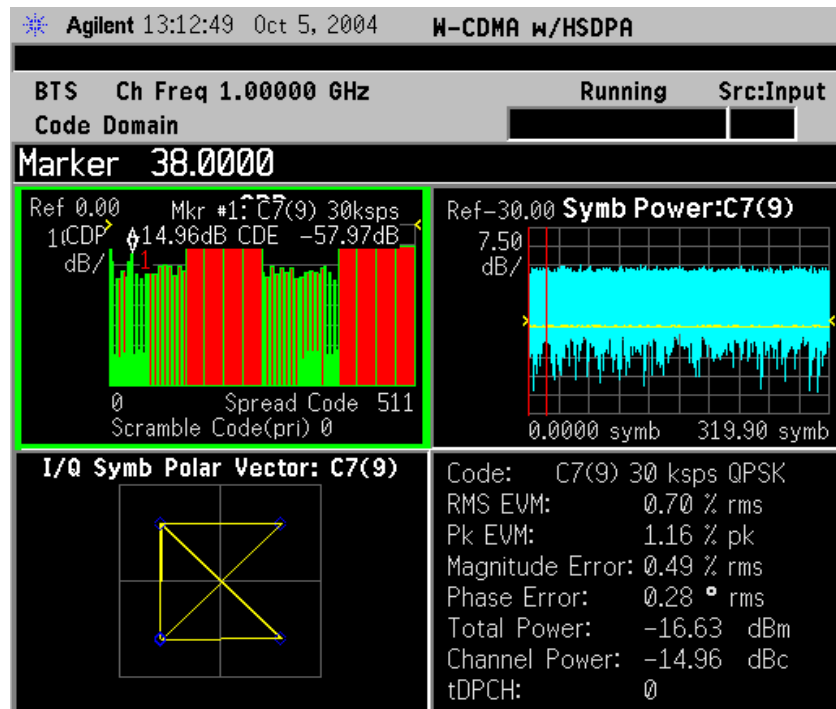 Agilent 13:12:49 Oct 5, 2004 W-CDMA w/HSDPA
BTS Ch Freq 1.00000 GHz Running Src:Input
Code Domain
Marker 38.0000
Ref 0.00 Mkr #1: C7(9) 30ksps
CDP -14.96dB CDE -57.97dB
dB/
1
0 Spread Code 511
Scramble Code(pri) 0
Ref-30.00 Symb Power:C7(9)
7.50
dB/
0.0000 symb 319.90 symb
I/Q Symb Polar Vector: C7(9)
Code: C7(9) 30 ksps QPSK
RMS EVM: 0.70 % rms
Pk EVM: 1.16 % pk
Magnitude Error: 0.49 % rms
Phase Error: 0.28 ° rms
Total Power: -16.63 dBm
Channel Power: -14.96 dBc
tDPCH: 0